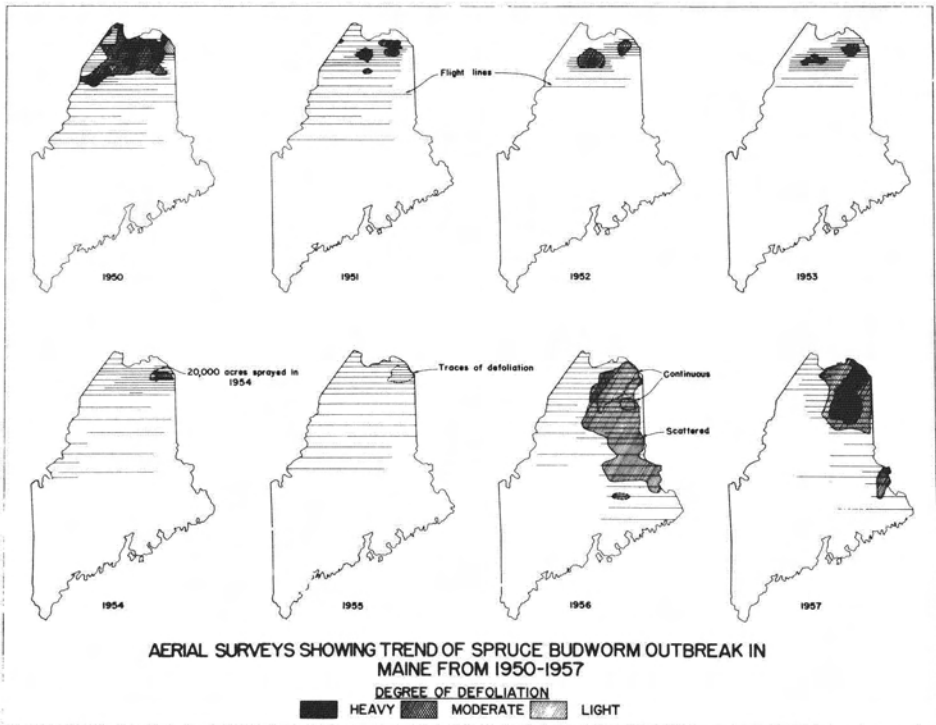 Flight lines
1950
1951
1952
1953
20,000 acres sprayed in
1954
Traces of defoliation
Continuous
Scattered
1954
1955
1956
1957
AERIAL SURVEYS SHOWING TREND OF SPRUCE BUDWORM OUTBREAK IN
MAINE FROM 1950-1957
DEGREE OF DEFOLIATION
HEAVY MODERATE LIGHT